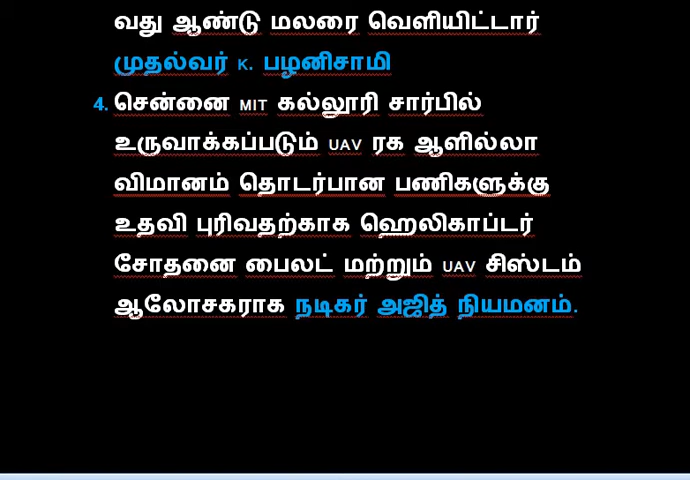 வது ஆண்டு மலரை வெளியிட்டார்
முதல்வர் K. பழனிசாமி
4. சென்னை MIT கல்லூரி சார்பில்
உருவாக்கப்படும் UAV ரக ஆளில்லா
விமானம் தொடர்பான பணிகளுக்கு
உதவி புரிவதற்காக ஹெலிகாப்டர்
சோதனை பைலட் மற்றும் UAV சிஸ்டம்
ஆலோசகராக நடிகர் அஜித் நியமனம்.